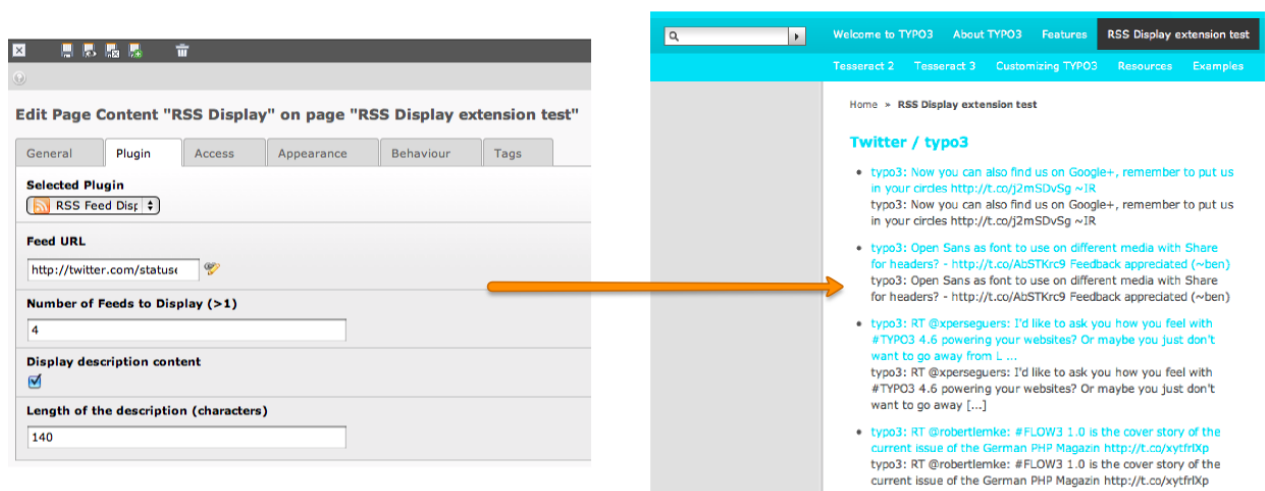 Edit Page Content "RSS Display" on page "RSS Display extension test"
General Plugin Access Appearance Behaviour Tags
Selected Plugin
RSS Feed Disp
Feed URL
http://twitter.com/status
Number of Feeds to Display (>1)
4
Display description content
Length of the description (characters)
140
Welcome to TYPO3 About TYPO3 Features RSS Display extension test
Tesseract 2 Tesseract 3 Customizing TYPO3 Resources Examples
Home » RSS Display extension test
Twitter / typo3
• typo3: Now you can also find us on Google+, remember to put us
in your circles http://t.co/j2mSDvSg ~IR
typo3: Now you can also find us on Google+, remember to put us
in your circles http://t.co/j2mSDvSg ~IR
• typo3: Open Sans as font to use on different media with Share
for headers? - http://t.co/AbSTKrc9 Feedback appreciated (~ben)
typo3: Open Sans as font to use on different media with Share
for headers? - http://t.co/AbSTKrc9 Feedback appreciated (~ben)
• typo3: RT @xperseguers: I'd like to ask you how you feel with
#TYPO3 4.6 powering your websites? Or maybe you just don't
want to go away from L ...
typo3: RT @xperseguers: I'd like to ask you how you feel with
#TYPO3 4.6 powering your websites? Or maybe you just don't
want to go away [...]
• typo3: RT @robertlemke: #FLOW3 1.0 is the cover story of the
current issue of the German PHP Magazin http://t.co/xytfrlXp
typo3: RT @robertlemke: #FLOW3 1.0 is the cover story of the
current issue of the German PHP Magazin http://t.co/xytfrlXp